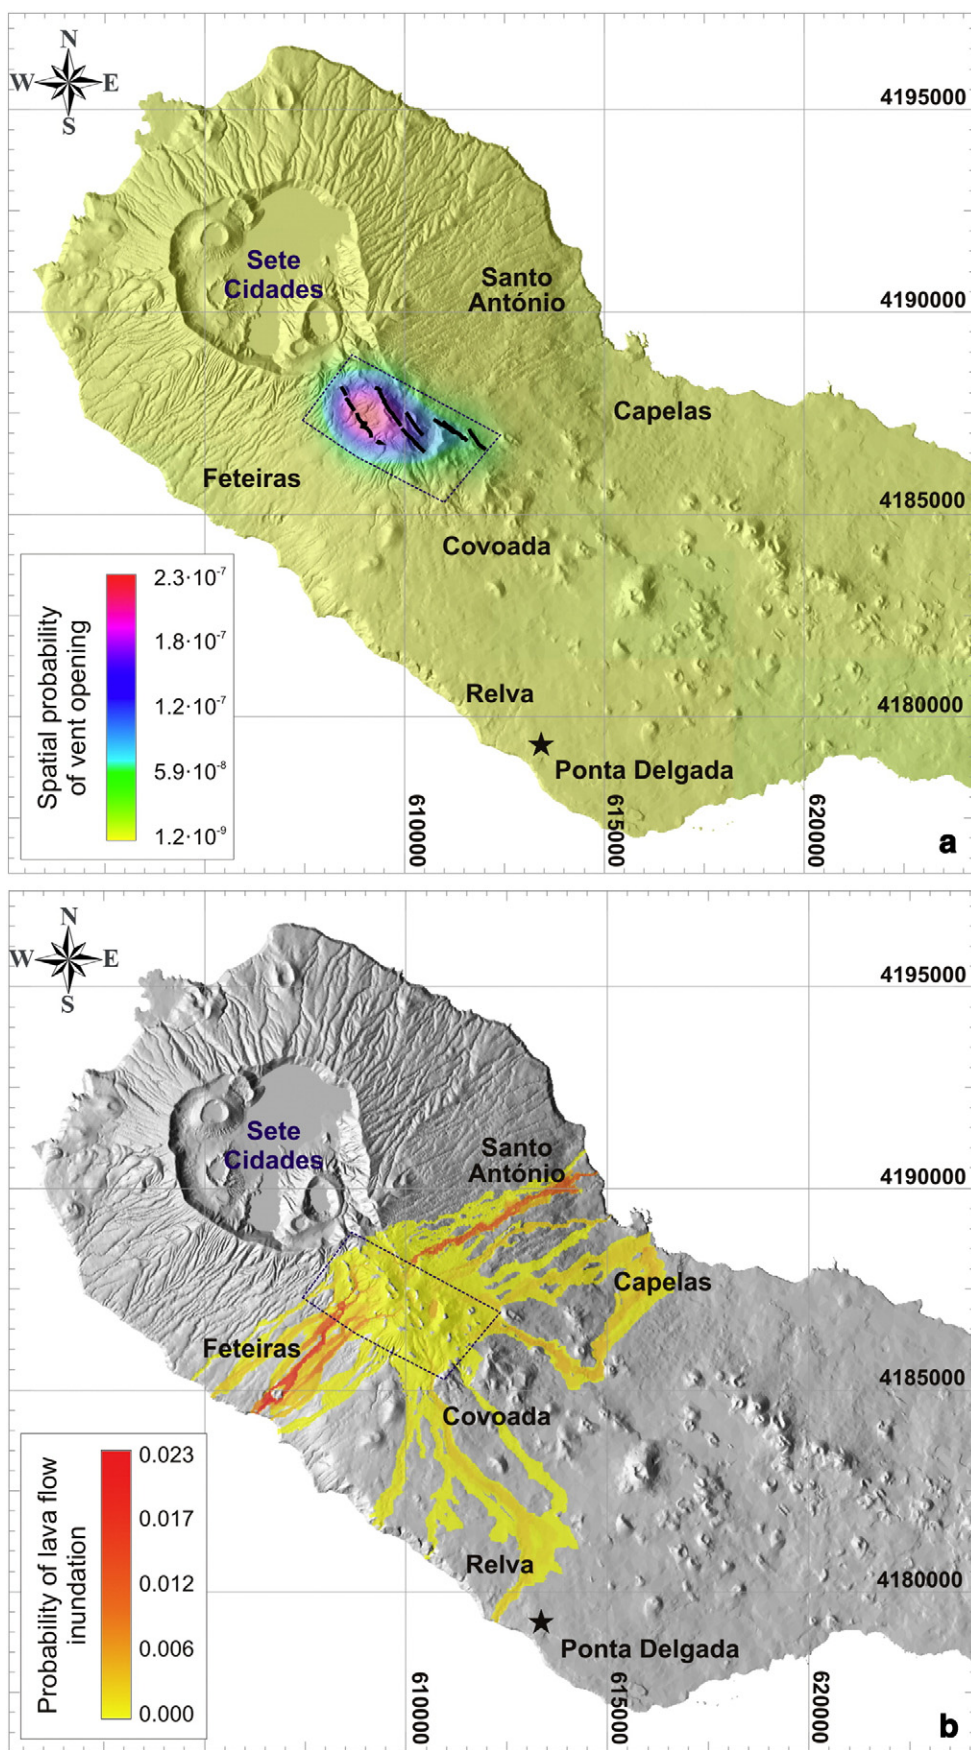 N
W E
S
4195000
Sete
Cidades
Santo
António
4190000
Capelas
Feteiras
4185000
Covoada
Spatial probability
of vent opening
2.3·10⁻⁷
1.8·10⁻⁷
1.2·10⁻⁷
5.9·10⁻⁸
1.2·10⁻⁹
Relva
4180000
Ponta Delgada
610000
615000
620000
a
N
W E
S
4195000
Sete
Cidades
Santo
António
4190000
Capelas
Feteiras
4185000
Covoada
Probability of lava flow
inundation
0.023
0.017
0.012
0.006
0.000
Relva
4180000
Ponta Delgada
610000
615000
620000
b